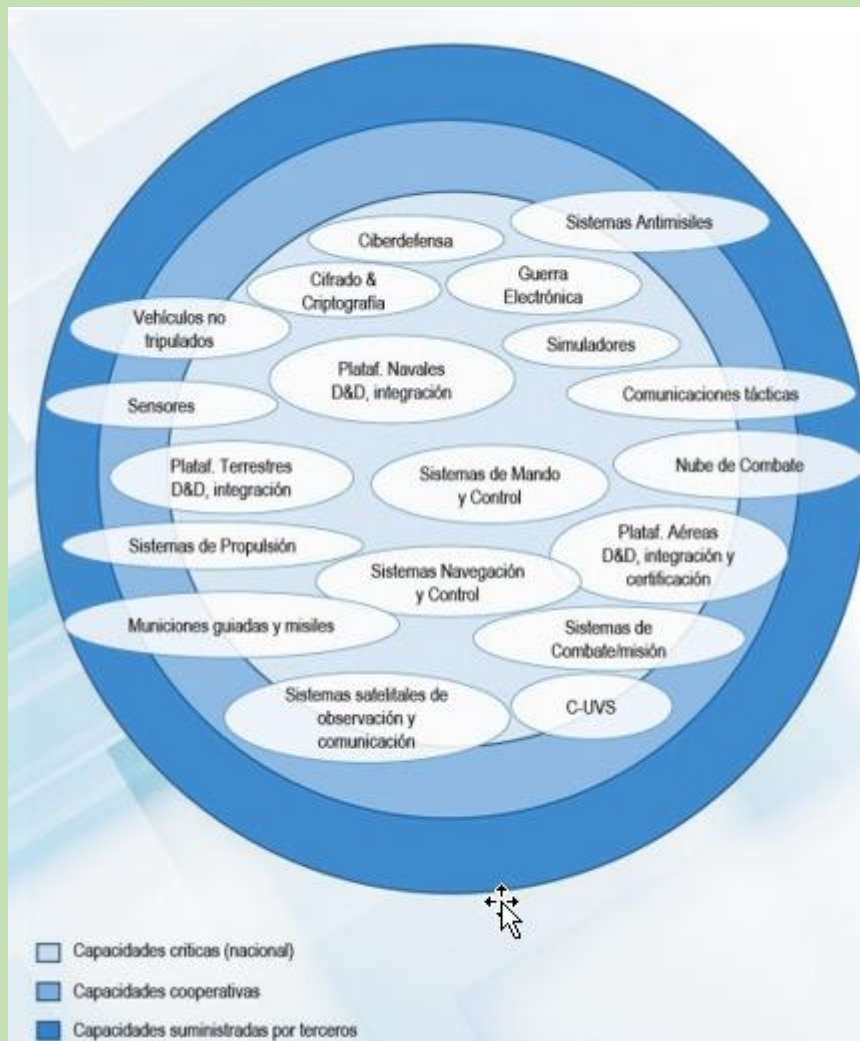 Ciberdefensa
Sistemas Antimisiles
Cifrado &
Criptografía
Guerra
Electrónica
Vehículos no
tripulados
Simuladores
Plataf. Navales
D&D, integración
Sensores
Comunicaciones tácticas
Plataf. Terrestres
D&D, integración
Sistemas de Mando
y Control
Nube de Combate
Sistemas de Propulsión
Plataf. Aéreas
D&D, integración y
certificación
Sistemas Navegación
y Control
Municiones guiadas y misiles
Sistemas de
Combate/misión
Sistemas satelitales de
observación y
comunicación
C-UVS
Capacidades críticas (nacional)
Capacidades cooperativas
Capacidades suministradas por terceros